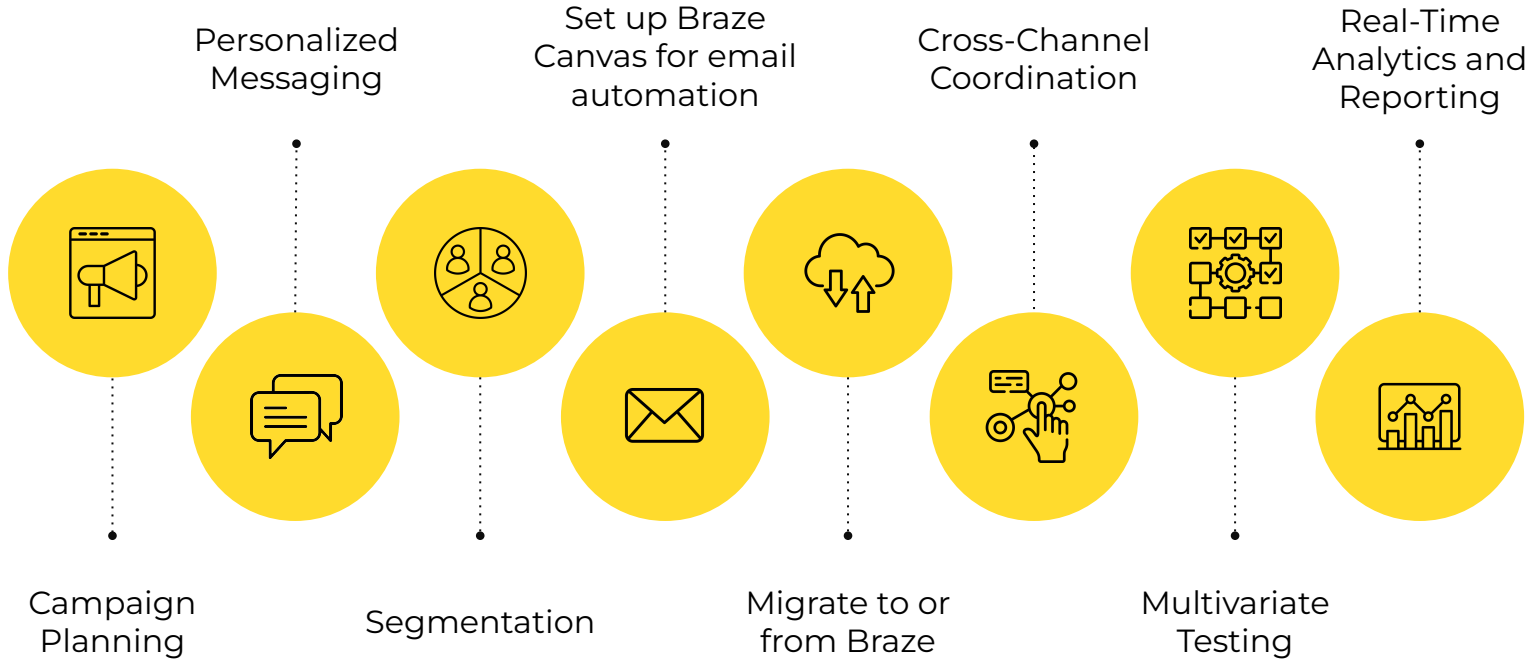 Personalized
Messaging
Set up Braze
Canvas for email
automation
Cross-Channel
Coordination
Real-Time
Analytics and
Reporting
Campaign
Planning
Segmentation
Migrate to or
from Braze
Multivariate
Testing